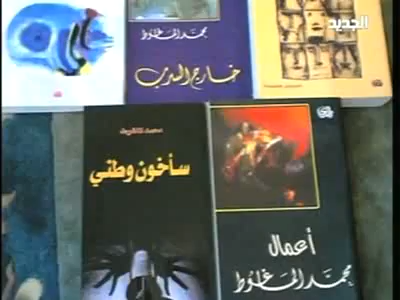 الجديد
محمد الماغوط
خارج السرب
محمد الماغوط
سأخون وطني
أعمال
محمد الماغوط